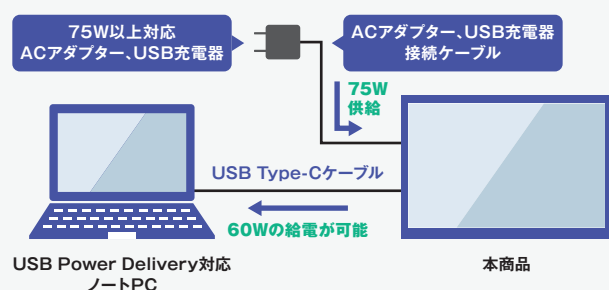 75W以上対応
ACアダプター、USB充電器
ACアダプター、USB充電器
接続ケーブル
75W
供給
USB Type-Cケーブル
60Wの給電が可能
USB Power Delivery対応
ノートPC
本商品